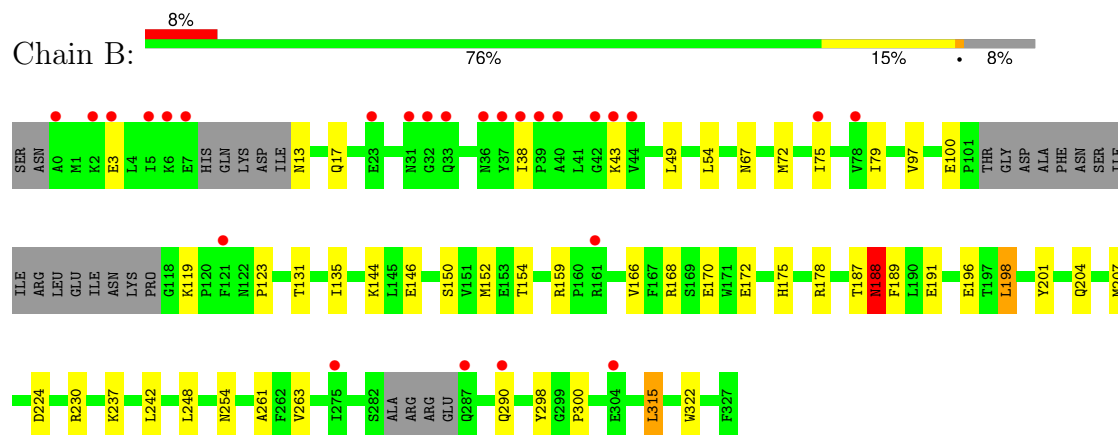 8%
Chain B:
76% 15% • 8%
SER ASN A0 M1 K2 E3 L4 I5 K6 E7 HIS GLN LYS ASP ILE N13 Q17 E23 N31 G32 Q33 N36 Y37 I38 P39 A40 L41 G42 K43 V44 L49 L54 N67 M72 I75 V78 I79 V97 E100 P101 THR GLY ASP ALA PHE ASN SER ILE
ILE ARG LEU GLU ILE ASN LYS PRO G118 K119 P120 F121 N122 P123 T131 I135 K144 L145 E146 S150 V151 M152 E153 T154 R159 P160 R161 V166 F167 R168 S169 E170 W171 E172 H175 R178 T187 N188 F189 L190 E191 E196 T197 L198 Y201 Q204 M207
D224 R230 K237 L242 L248 N254 A261 F262 V263 I275 S282 ALA ARG ARG GLU Q287 Q290 Y298 G299 P300 E304 L315 W322 F327